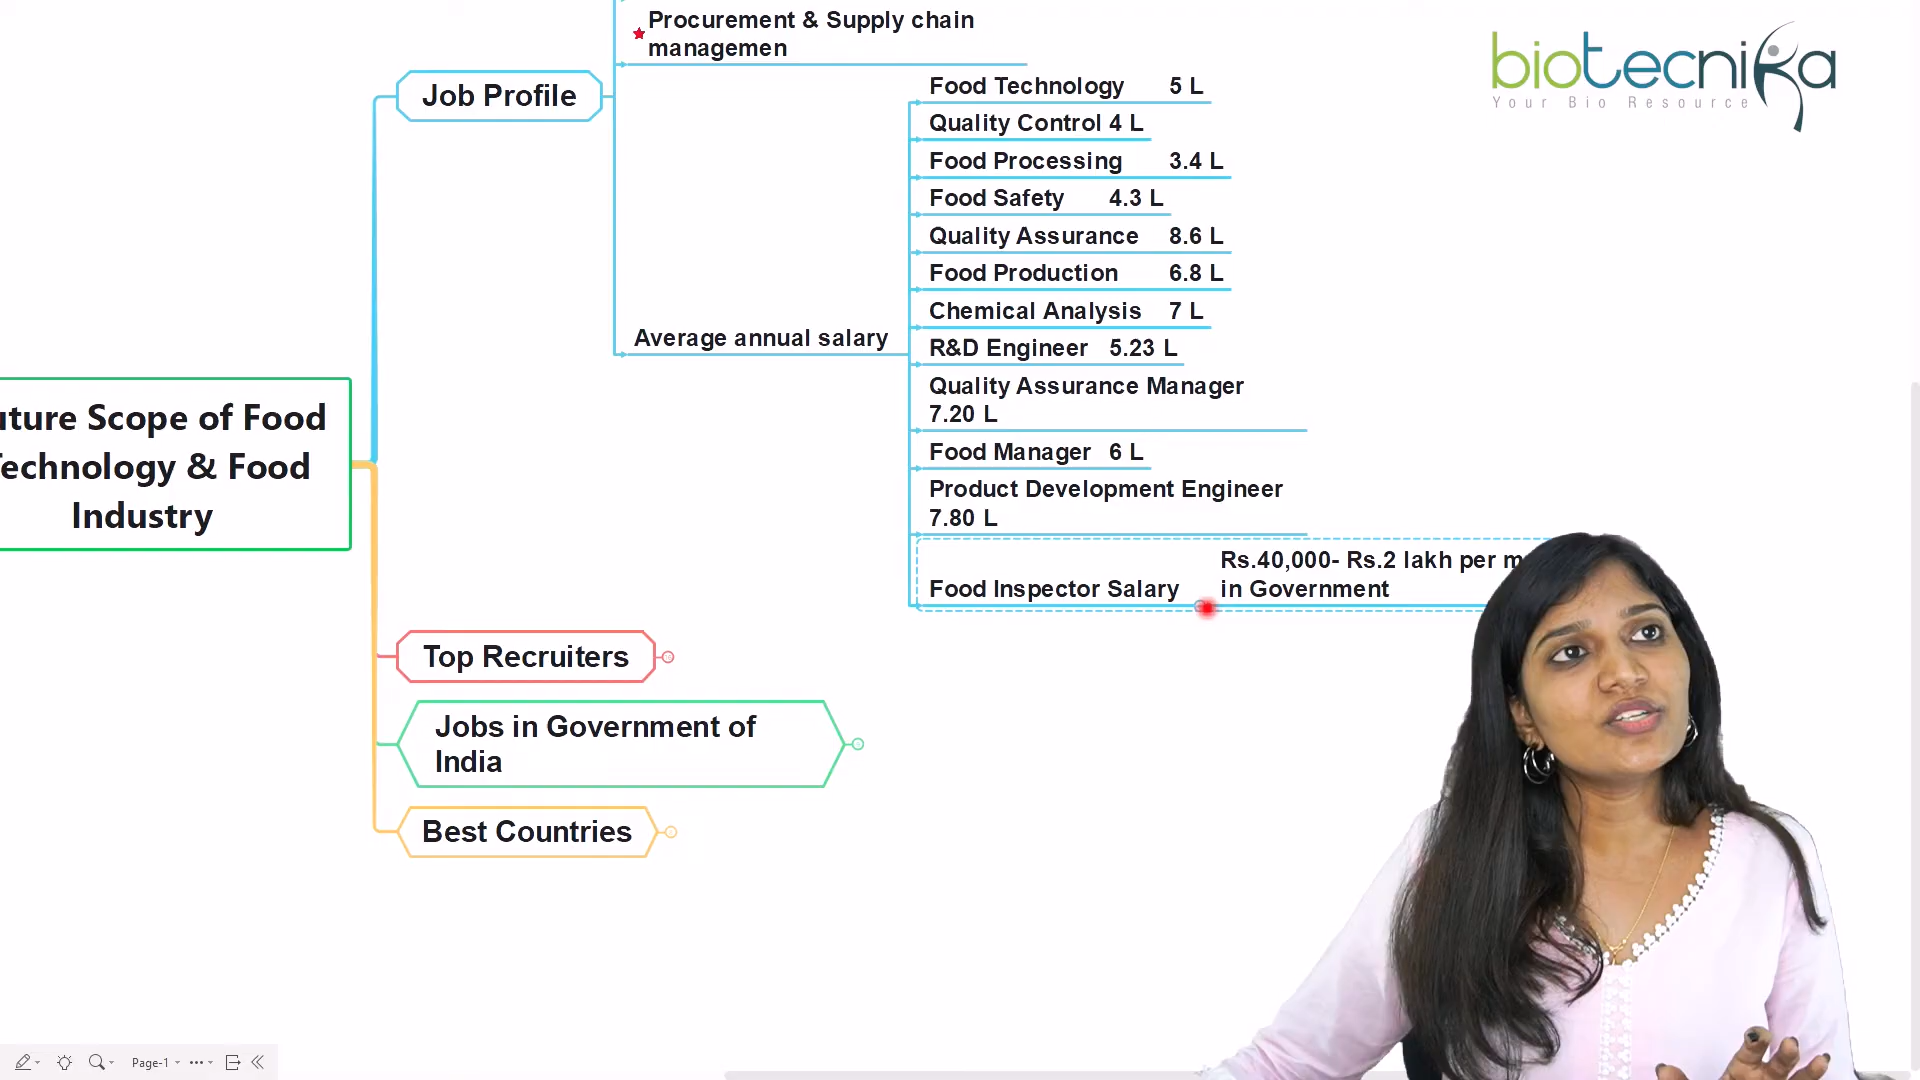 Procurement & Supply chain
managemen
biotecnika
Your Bio Resource
Job Profile
Food Technology 5 L
Quality Control 4 L
Food Processing 3.4 L
Food Safety 4.3 L
Quality Assurance 8.6 L
Food Production 6.8 L
Chemical Analysis 7 L
Average annual salary
R&D Engineer 5.23 L
Quality Assurance Manager
7.20 L
Food Manager 6 L
Product Development Engineer
7.80 L
Rs.40,000- Rs.2 lakh per
Food Inspector Salary
in Government
Scope of Food
& Food
Industry
Top Recruiters
Jobs in Government of
India
Best Countries
Page-1